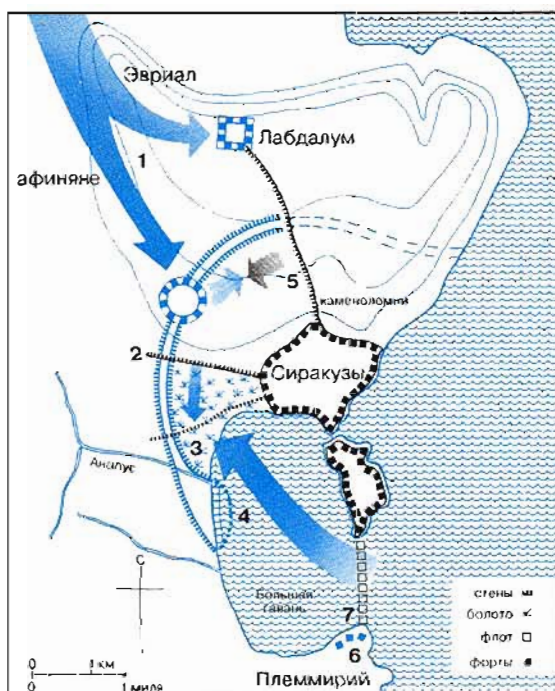 Эвриал
Лабдалум
1
афиняне
5
каменоломни
2
Сиракузы
3
Анапус
4
С
Большая
гавань
7
6
Племмирий
0 1 км
0 1 миля
стены
болото
флот
форты